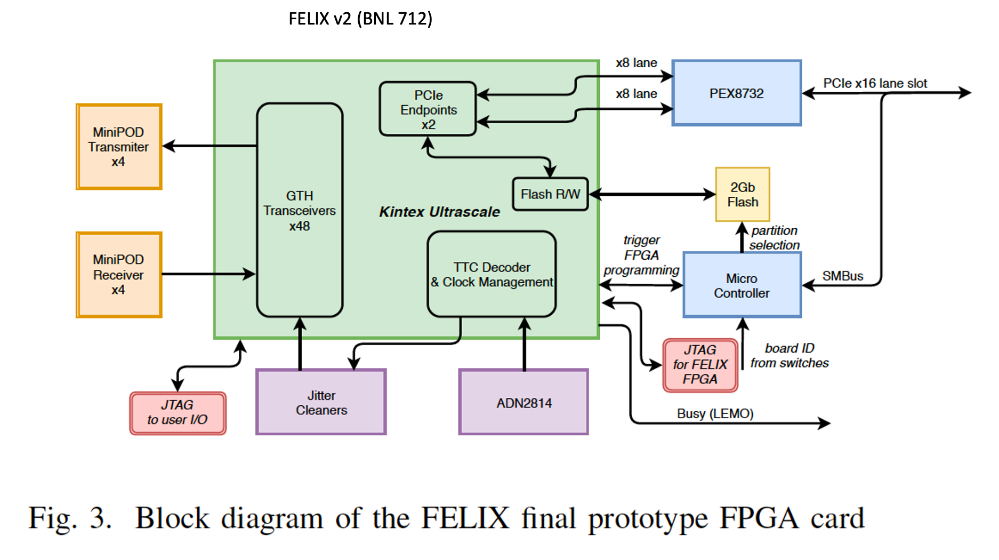 FELIX v2 (BNL 712)
x8 lane
x8 lane
PEX8732
PCIe x16 lane slot
PCIe
Endpoints
x2
MiniPOD
Transmiter
x4
GTH
Transceivers
x48
Kintex Ultrascale
Flash R/W
2Gb
Flash
partition
selection
trigger
FPGA
programming
Micro
Controller
SMBus
MiniPOD
Receiver
x4
TTC Decoder
& Clock Management
JTAG
for FELIX
FPGA
board ID
from switches
JTAG
to user I/O
Jitter
Cleaners
ADN2814
Busy (LEMO)
Fig. 3. Block diagram of the FELIX final prototype FPGA card